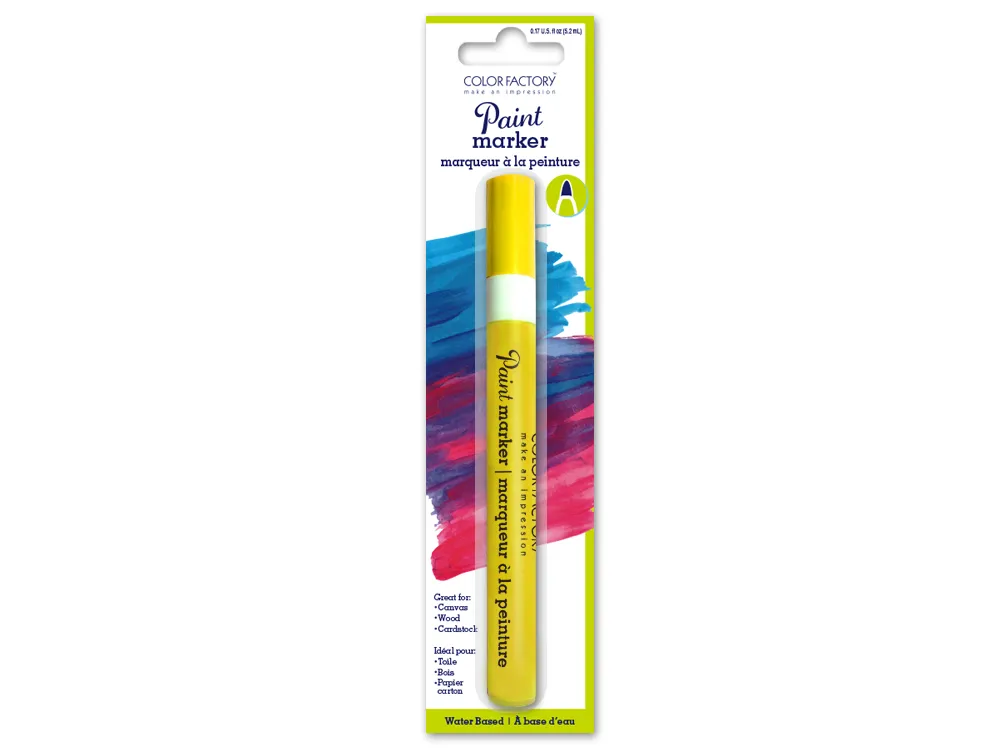 0.17 U.S. fl oz (5.2 mL)
COLOR FACTORY™
make an impression
Paint
marker
marqueur à la peinture
Paint marker | marqueur à la peinture
COLOR FACTORY
make an impression
Great for:
•Canvas
•Wood
•Cardstock
Idéal pour:
•Toile
•Bois
•Papier
carton
Water Based | À base d'eau